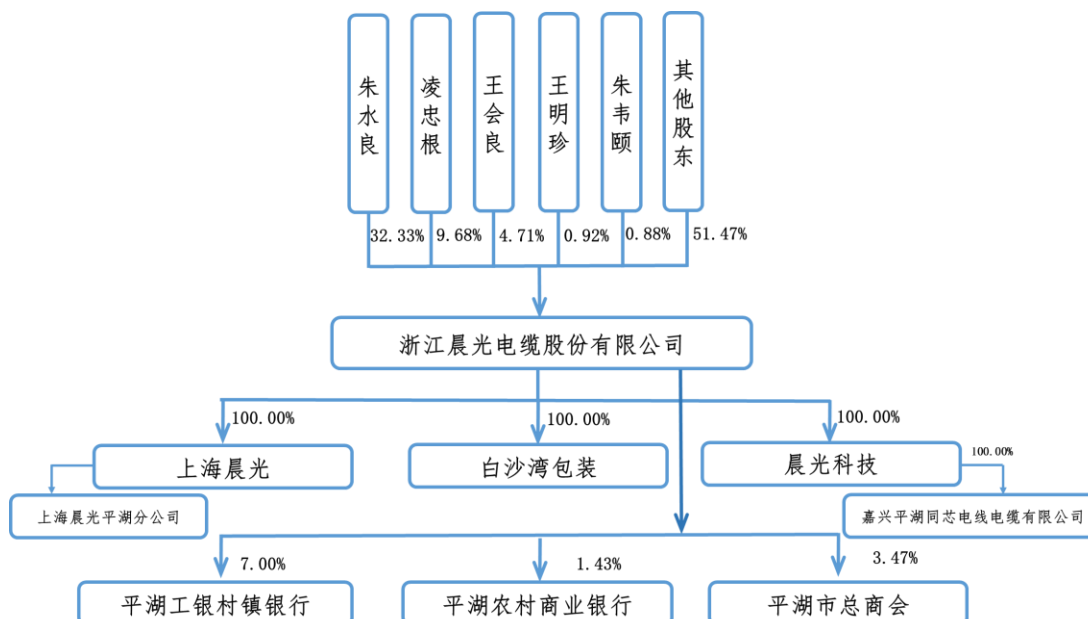 朱水良
凌忠根
王会良
王明珍
朱韦颐
其他股东
32.33%
9.68%
4.71%
0.92%
0.88%
51.47%
浙江晨光电缆股份有限公司
100.00%
100.00%
100.00%
上海晨光
白沙湾包装
晨光科技
100.00%
上海晨光平湖分公司
嘉兴平湖同芯电线电缆有限公司
7.00%
1.43%
3.47%
平湖工银村镇银行
平湖农村商业银行
平湖市总商会